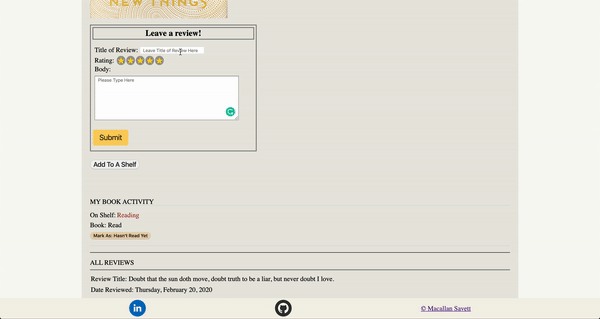 NEW THINGS
Leave a review!
Title of Review: Leave Title of Review Here
Rating:
Body:
Please Type Here
Submit
Add To A Shelf
MY BOOK ACTIVITY
On Shelf: Reading
Book: Read
Mark As: Hasn't Read Yet
ALL REVIEWS
Review Title: Doubt that the sun doth move, doubt truth to be a liar, but never doubt I love.
Date Reviewed: Thursday, February 20, 2020
in
© Macallan Savett